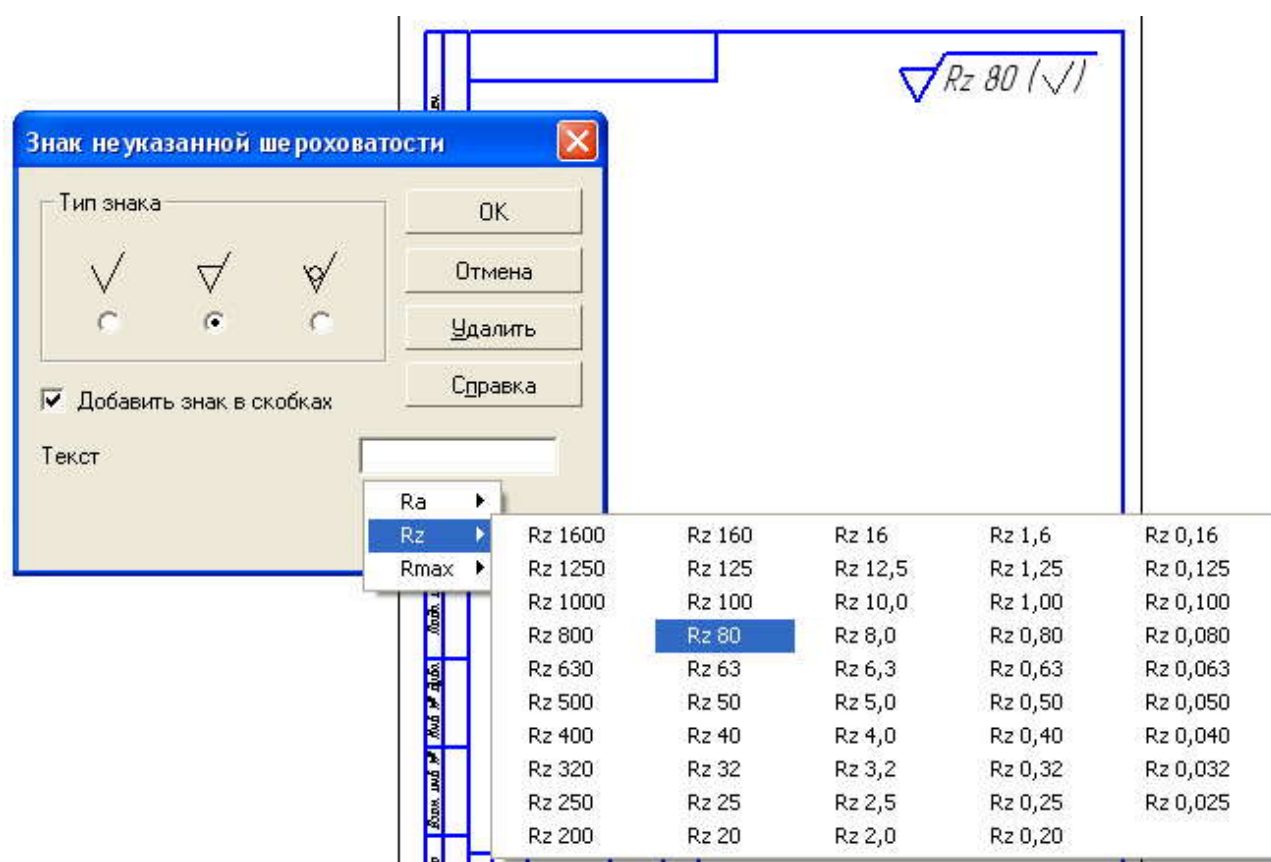 Rz 80 (√)
Знак неуказанной шероховатости
Тип знака
OK
Отмена
Удалить
Справка
Добавить знак в скобках
Текст
Ra
Rz
Rmax
Rz 1600 Rz 160 Rz 16 Rz 1,6 Rz 0,16
Rz 1250 Rz 125 Rz 12,5 Rz 1,25 Rz 0,125
Rz 1000 Rz 100 Rz 10,0 Rz 1,00 Rz 0,100
Rz 800 Rz 80 Rz 8,0 Rz 0,80 Rz 0,080
Rz 630 Rz 63 Rz 6,3 Rz 0,63 Rz 0,063
Rz 500 Rz 50 Rz 5,0 Rz 0,50 Rz 0,050
Rz 400 Rz 40 Rz 4,0 Rz 0,40 Rz 0,040
Rz 320 Rz 32 Rz 3,2 Rz 0,32 Rz 0,032
Rz 250 Rz 25 Rz 2,5 Rz 0,25 Rz 0,025
Rz 200 Rz 20 Rz 2,0 Rz 0,20
Инв № дубл.
Взам. инв №